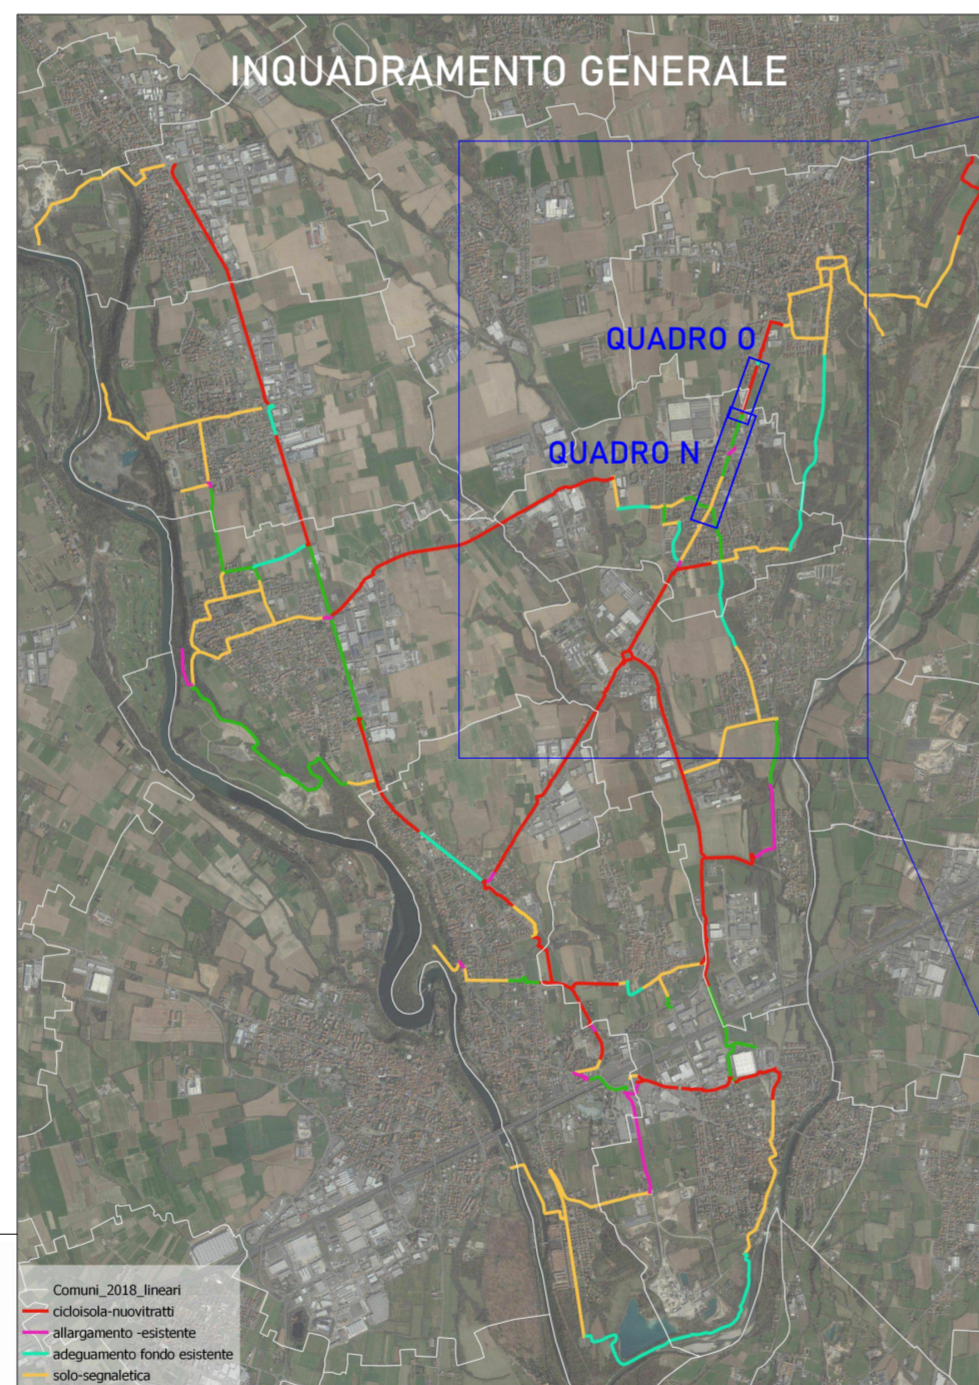 INQUADRAMENTO GENERALE
QUADRO O
QUADRO N
Comuni_2018_lineari
cicloisola-nuovitratti
allargamento -esistente
adeguamento fondo esistente
solo-segnaletica